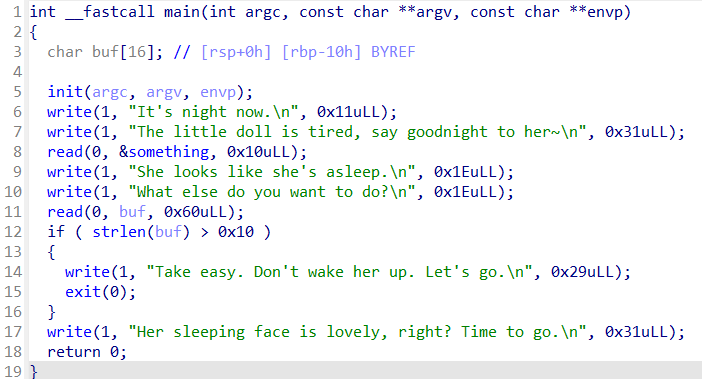 1 int __fastcall main(int argc, const char **argv, const char **envp)
2 {
3   char buf[16]; // [rsp+0h] [rbp-10h] BYREF
4
5   init(argc, argv, envp);
6   write(1, "It's night now.\n", 0x11uLL);
7   write(1, "The little doll is tired, say goodnight to her~\n", 0x31uLL);
8   read(0, &something, 0x10uLL);
9   write(1, "She looks like she's asleep.\n", 0x1EuLL);
10   write(1, "What else do you want to do?\n", 0x1EuLL);
11   read(0, buf, 0x60uLL);
12   if ( strlen(buf) > 0x10 )
13   {
14     write(1, "Take easy. Don't wake her up. Let's go.\n", 0x29uLL);
15     exit(0);
16   }
17   write(1, "Her sleeping face is lovely, right? Time to go.\n", 0x31uLL);
18   return 0;
19 }